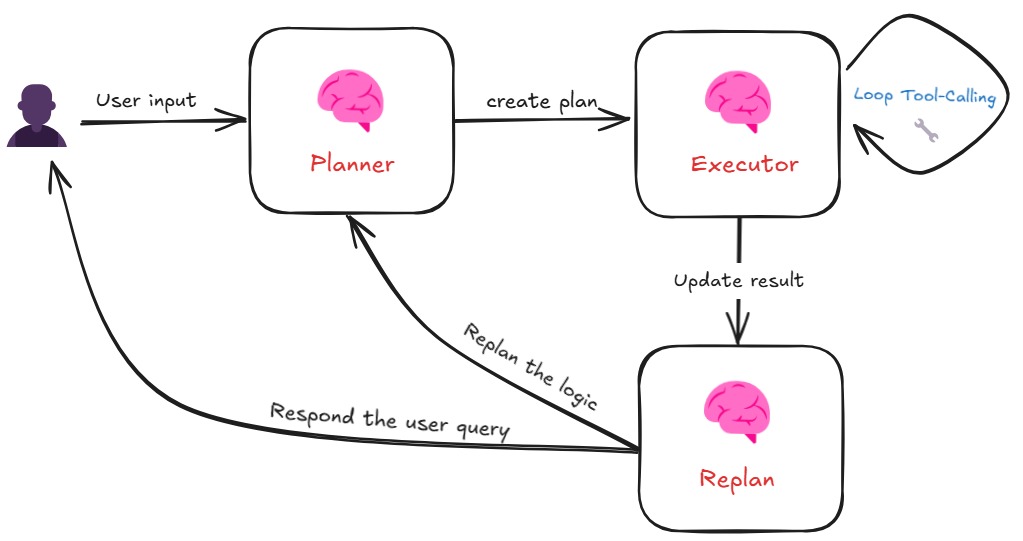 User input
Planner
create plan
Executor
Loop Tool-Calling
Update result
Replan the logic
Respond the user query
Replan